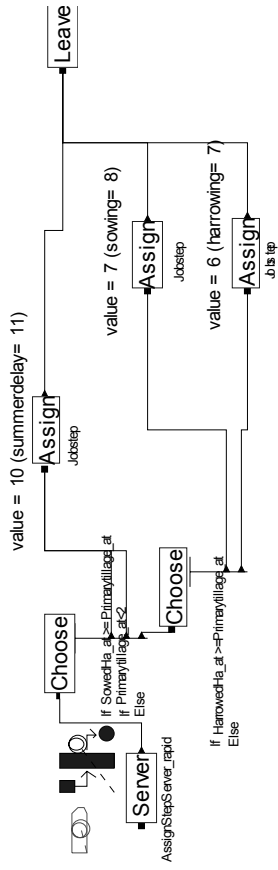 Leave
value = 10 (summerdelay= 11)
Assign
Jobstep
value = 7 (sowing= 8)
Assign
Jobstep
value = 6 (harrowing= 7)
Assign
Jobstep
Choose
If SowedHa_at >=Primarytillage_at
If Primarytillage_at<2
Else
Choose
If HarrowedHa_at >=Primarytillage_at
Else
Server
AssignStepServer_rapid